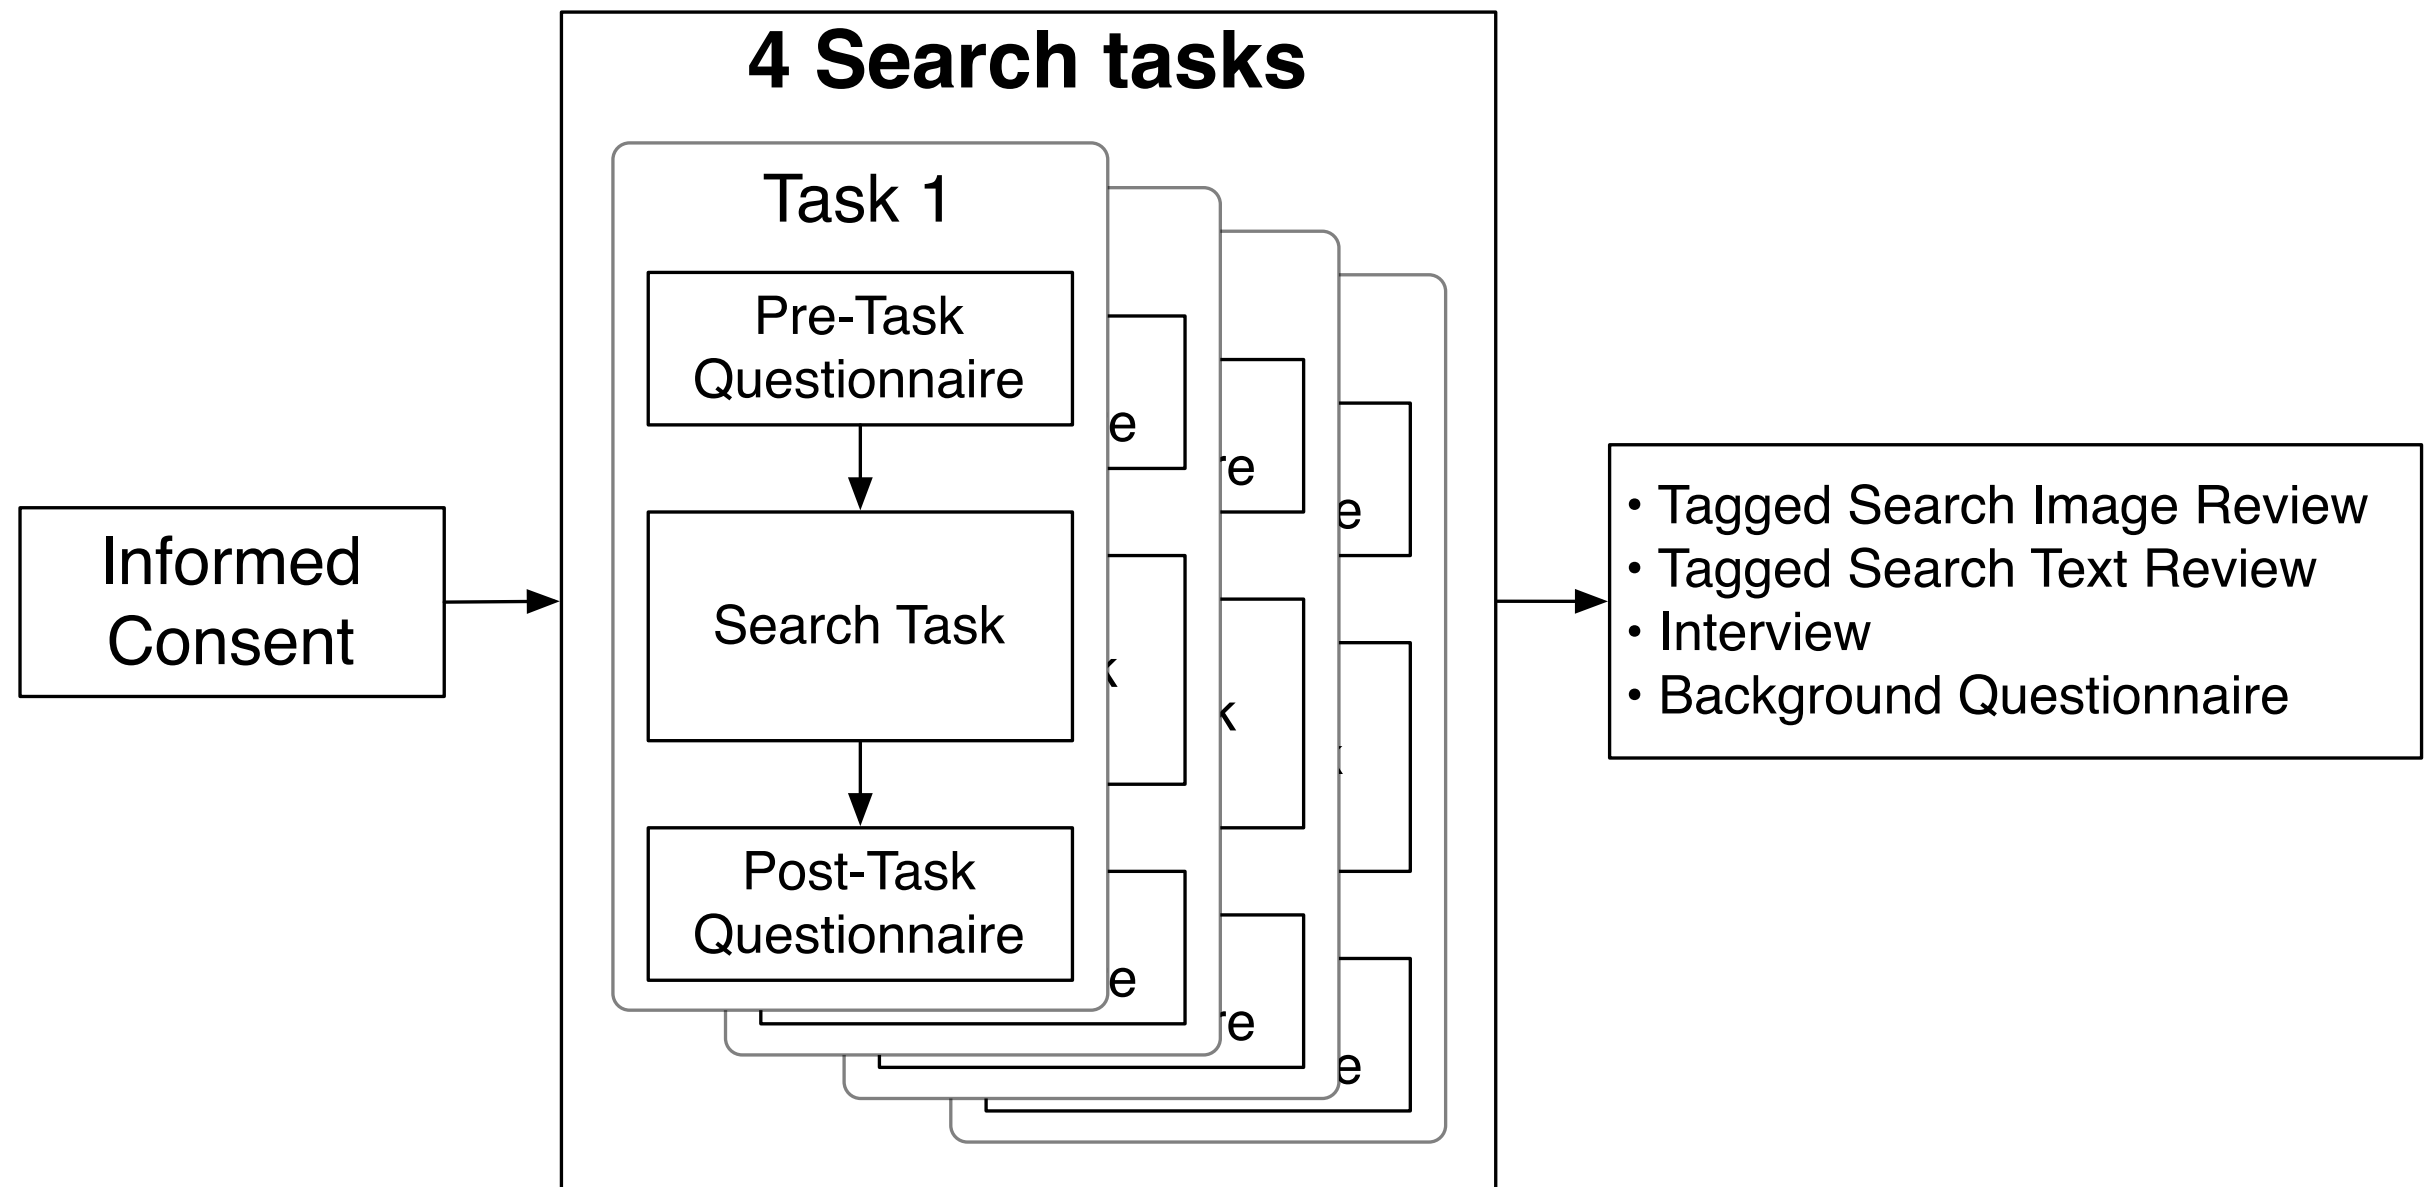 4 Search tasks
Task 1
Pre-Task
Questionnaire
Search Task
Post-Task
Questionnaire
Informed
Consent
• Tagged Search Image Review
• Tagged Search Text Review
• Interview
• Background Questionnaire